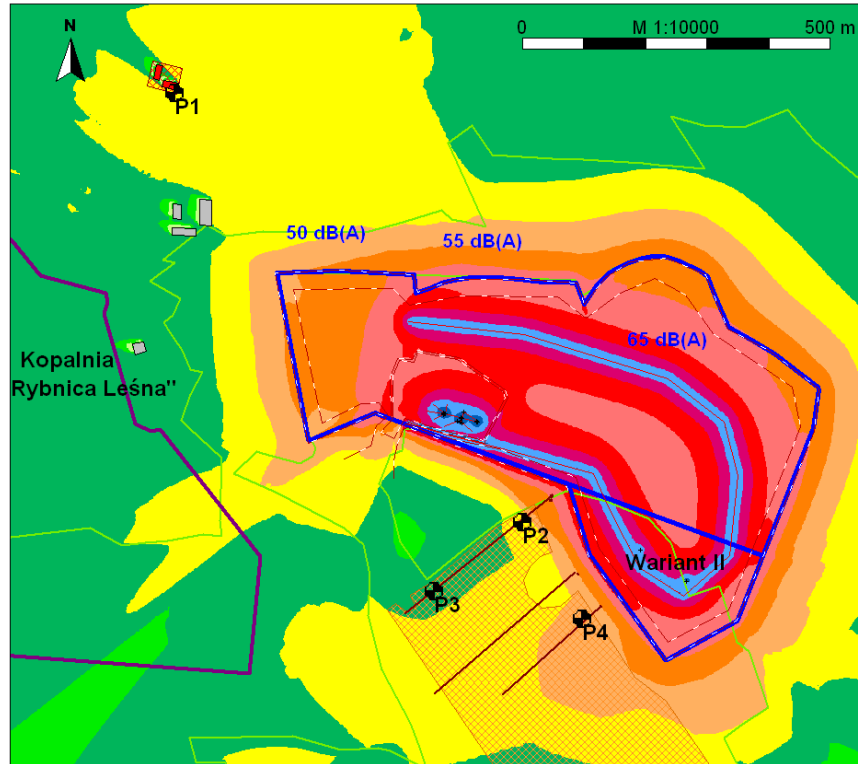 N
0 M 1:10000 500 m
P1
50 dB(A)
55 dB(A)
65 dB(A)
Kopalnia
Rybnica Leśna"
P2
Wariant II
P3
P4